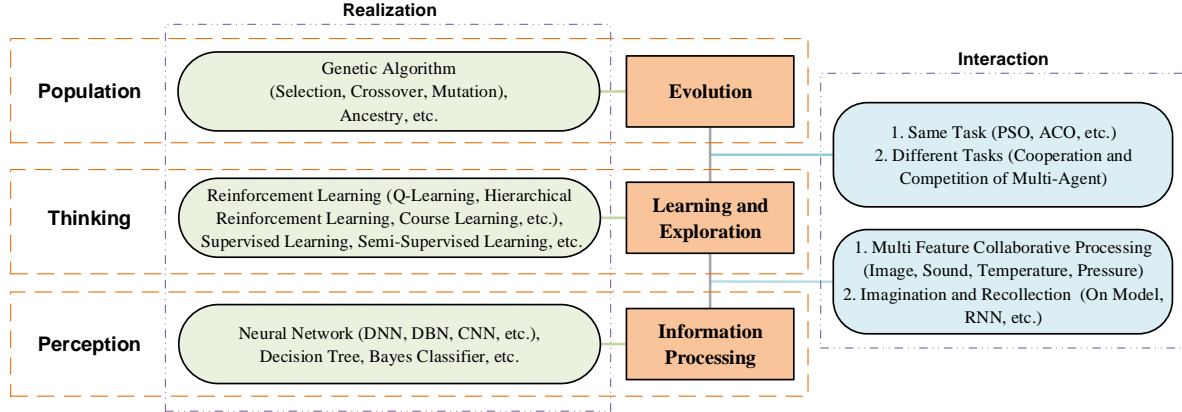 Realization
Population
Genetic Algorithm
(Selection, Crossover, Mutation),
Ancestry, etc.
Evolution
Interaction
1. Same Task (PSO, ACO, etc.)
2. Different Tasks (Cooperation and
Competition of Multi-Agent)
Thinking
Reinforcement Learning (Q-Learning, Hierarchical
Reinforcement Learning, Course Learning, etc.),
Supervised Learning, Semi-Supervised Learning, etc.
Learning and
Exploration
1. Multi Feature Collaborative Processing
(Image, Sound, Temperature, Pressure)
2. Imagination and Recollection (On Model,
RNN, etc.)
Perception
Neural Network (DNN, DBN, CNN, etc.),
Decision Tree, Bayes Classifier, etc.
Information
Processing